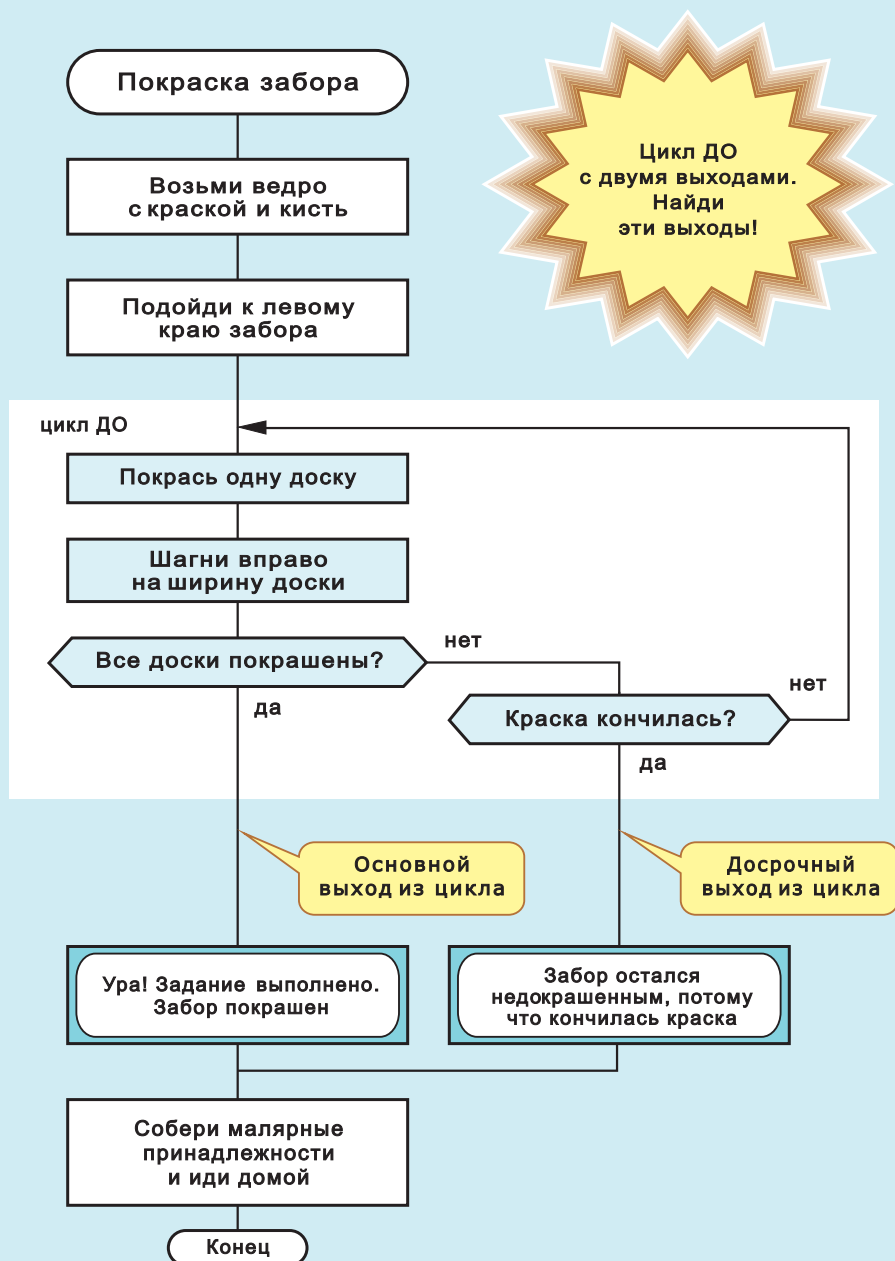 Покраска забора
Цикл ДО
с двумя выходами.
Найди
эти выходы!
Возьми ведро
с краской и кисть
Подойди к левому
краю забора
цикл ДО
Покрась одну доску
Шагни вправо
на ширину доски
Все доски покрашены?
нет
да
Краска кончилась?
нет
да
Основной
выход из цикла
Досрочный
выход из цикла
Ура! Задание выполнено.
Забор покрашен
Забор остался
недокрашенным, потому
что кончилась краска
Собери малярные
принадлежности
и иди домой
Конец